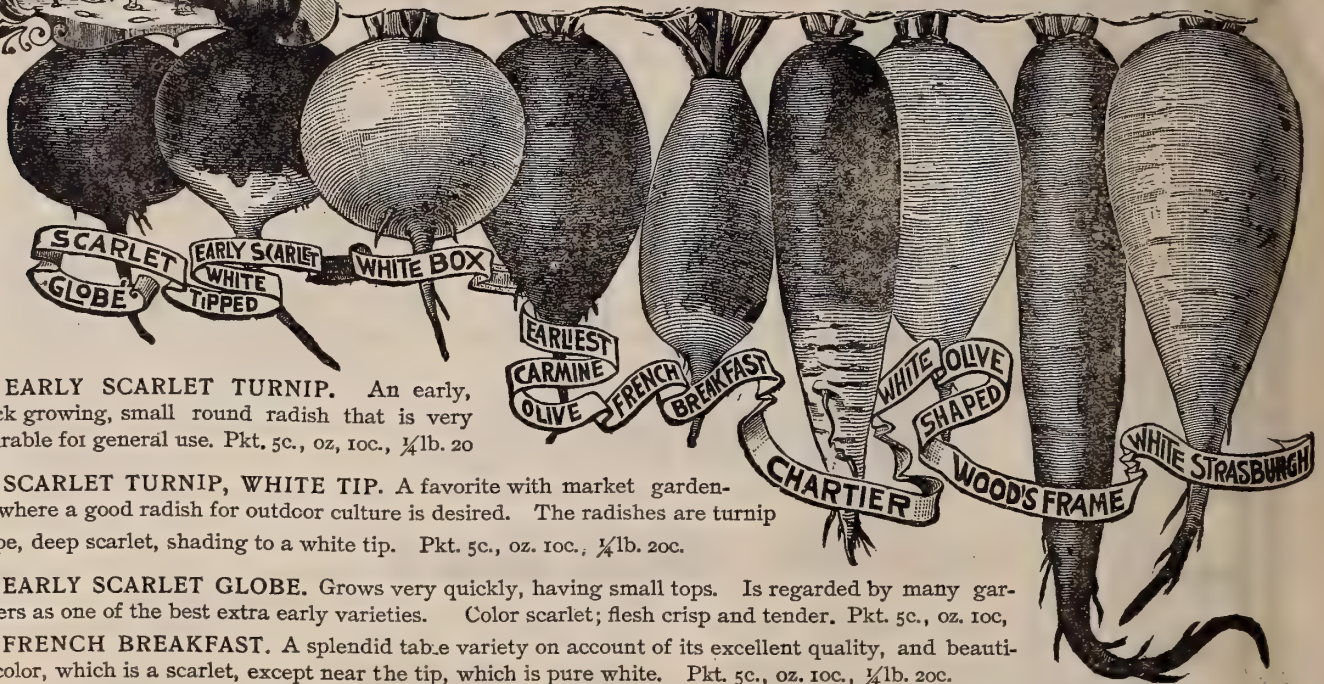 SCARLET
GLOBE
EARLY SCARLET
WHITE
TIPPED
WHITE BOX
EARLIEST
CARMINE
OLIVE
FRENCH
BREAKFAST
CHARTIER
WHITE
OLIVE
SHAPED
WOOD'S FRAME
WHITE STRASBURGH
EARLY SCARLET TURNIP. An early,
ck growing, small round radish that is very
rable for general use. Pkt. 5c., oz, 10c., ¼lb. 20
SCARLET TURNIP, WHITE TIP. A favorite with market garden-
where a good radish for outdoor culture is desired. The radishes are turnip
pe, deep scarlet, shading to a white tip. Pkt. 5c., oz. 10c., ¼lb. 20c.
EARLY SCARLET GLOBE. Grows very quickly, having small tops. Is regarded by many gar-
ers as one of the best extra early varieties. Color scarlet; flesh crisp and tender. Pkt. 5c., oz. 10c,
FRENCH BREAKFAST. A splendid table variety on account of its excellent quality, and beauti-
color, which is a scarlet, except near the tip, which is pure white. Pkt. 5c., oz. 10c., ¼lb. 20c.